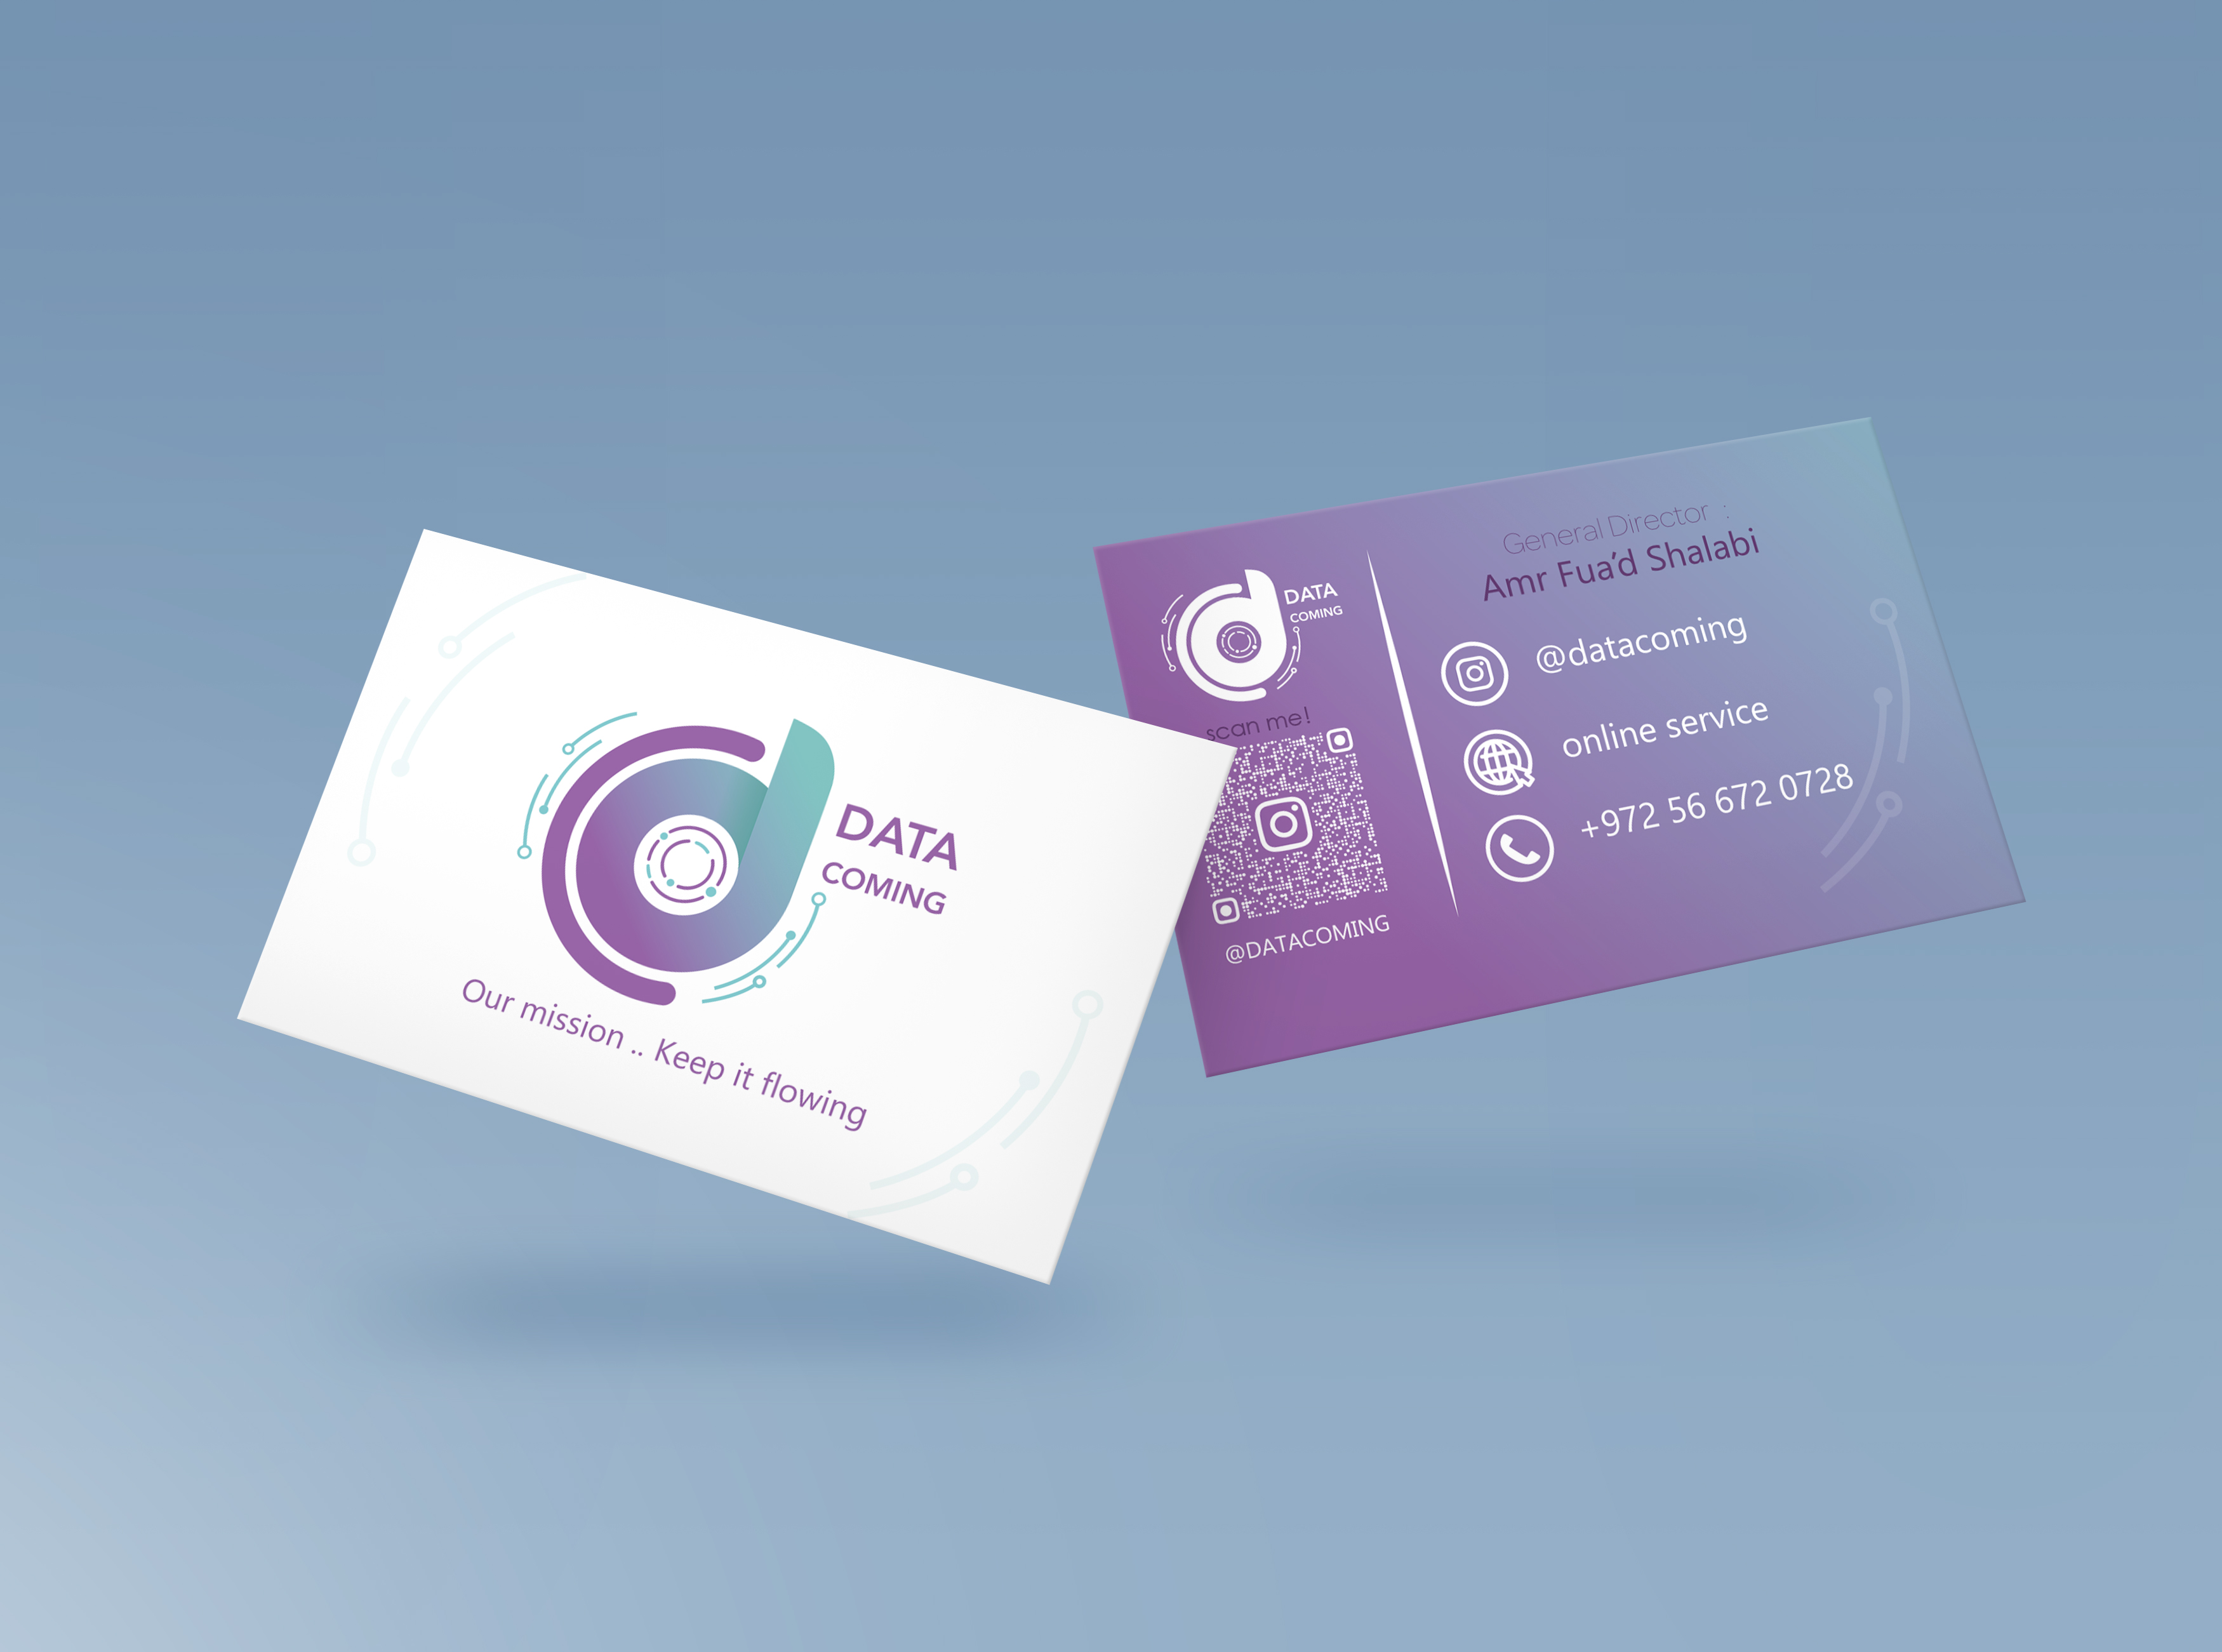 DATA
COMING
Our mission .. Keep it flowing
DATA
COMING
scan me!
@DATACOMING
General Director :
Amr Fua'd Shalabi
@datacoming
online service
+972 56 672 0728